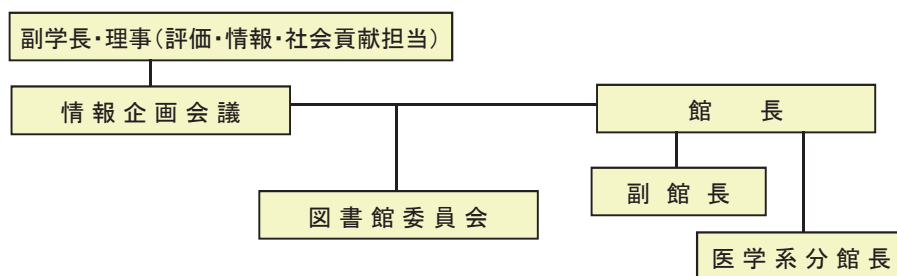 副学長・理事(評価・情報・社会貢献担当)
情報企画会議
館長
副館長
図書館委員会
医学系分館長